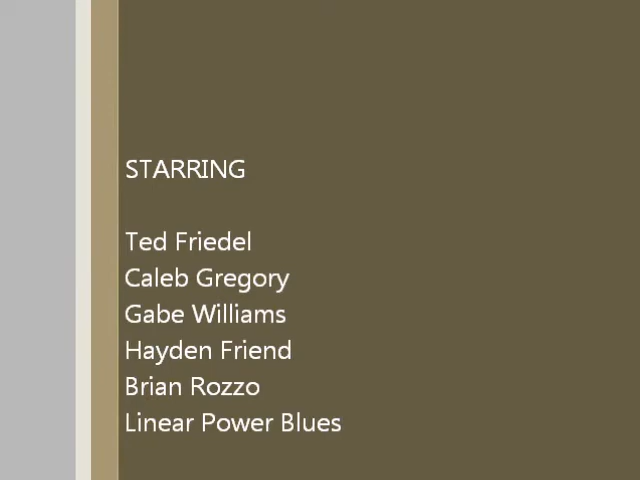 STARRING
Ted Friedel
Caleb Gregory
Gabe Williams
Hayden Friend
Brian Rozzo
Linear Power Blues